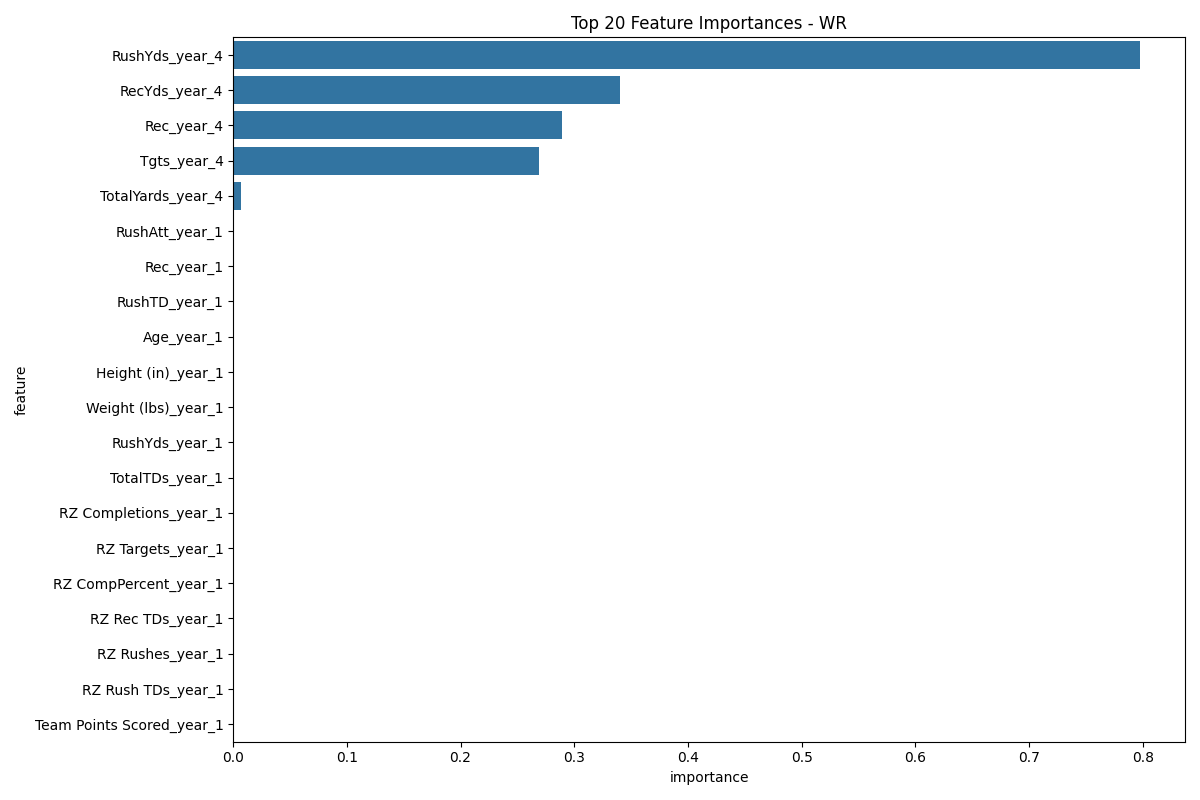 Top 20 Feature Importances - WR
RushYds_year_4
RecYds_year_4
Rec_year_4
Tgts_year_4
TotalYards_year_4
RushAtt_year_1
Rec_year_1
RushTD_year_1
Age_year_1
Height (in)_year_1
Weight (lbs)_year_1
RushYds_year_1
TotalTDs_year_1
RZ Completions_year_1
RZ Targets_year_1
RZ CompPercent_year_1
RZ Rec TDs_year_1
RZ Rushes_year_1
RZ Rush TDs_year_1
Team Points Scored_year_1
feature
0.0 0.1 0.2 0.3 0.4 0.5 0.6 0.7 0.8
importance